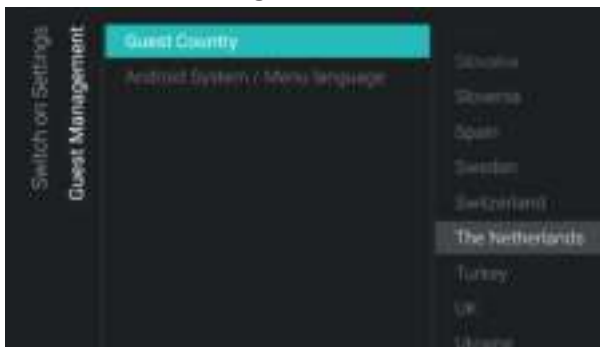 Switch on Settings
Guest Management
Guest Country
Android System / Menu language
Slovakia
Slovenia
Spain
Sweden
Switzerland
The Netherlands
Turkey
UK
Ukraine